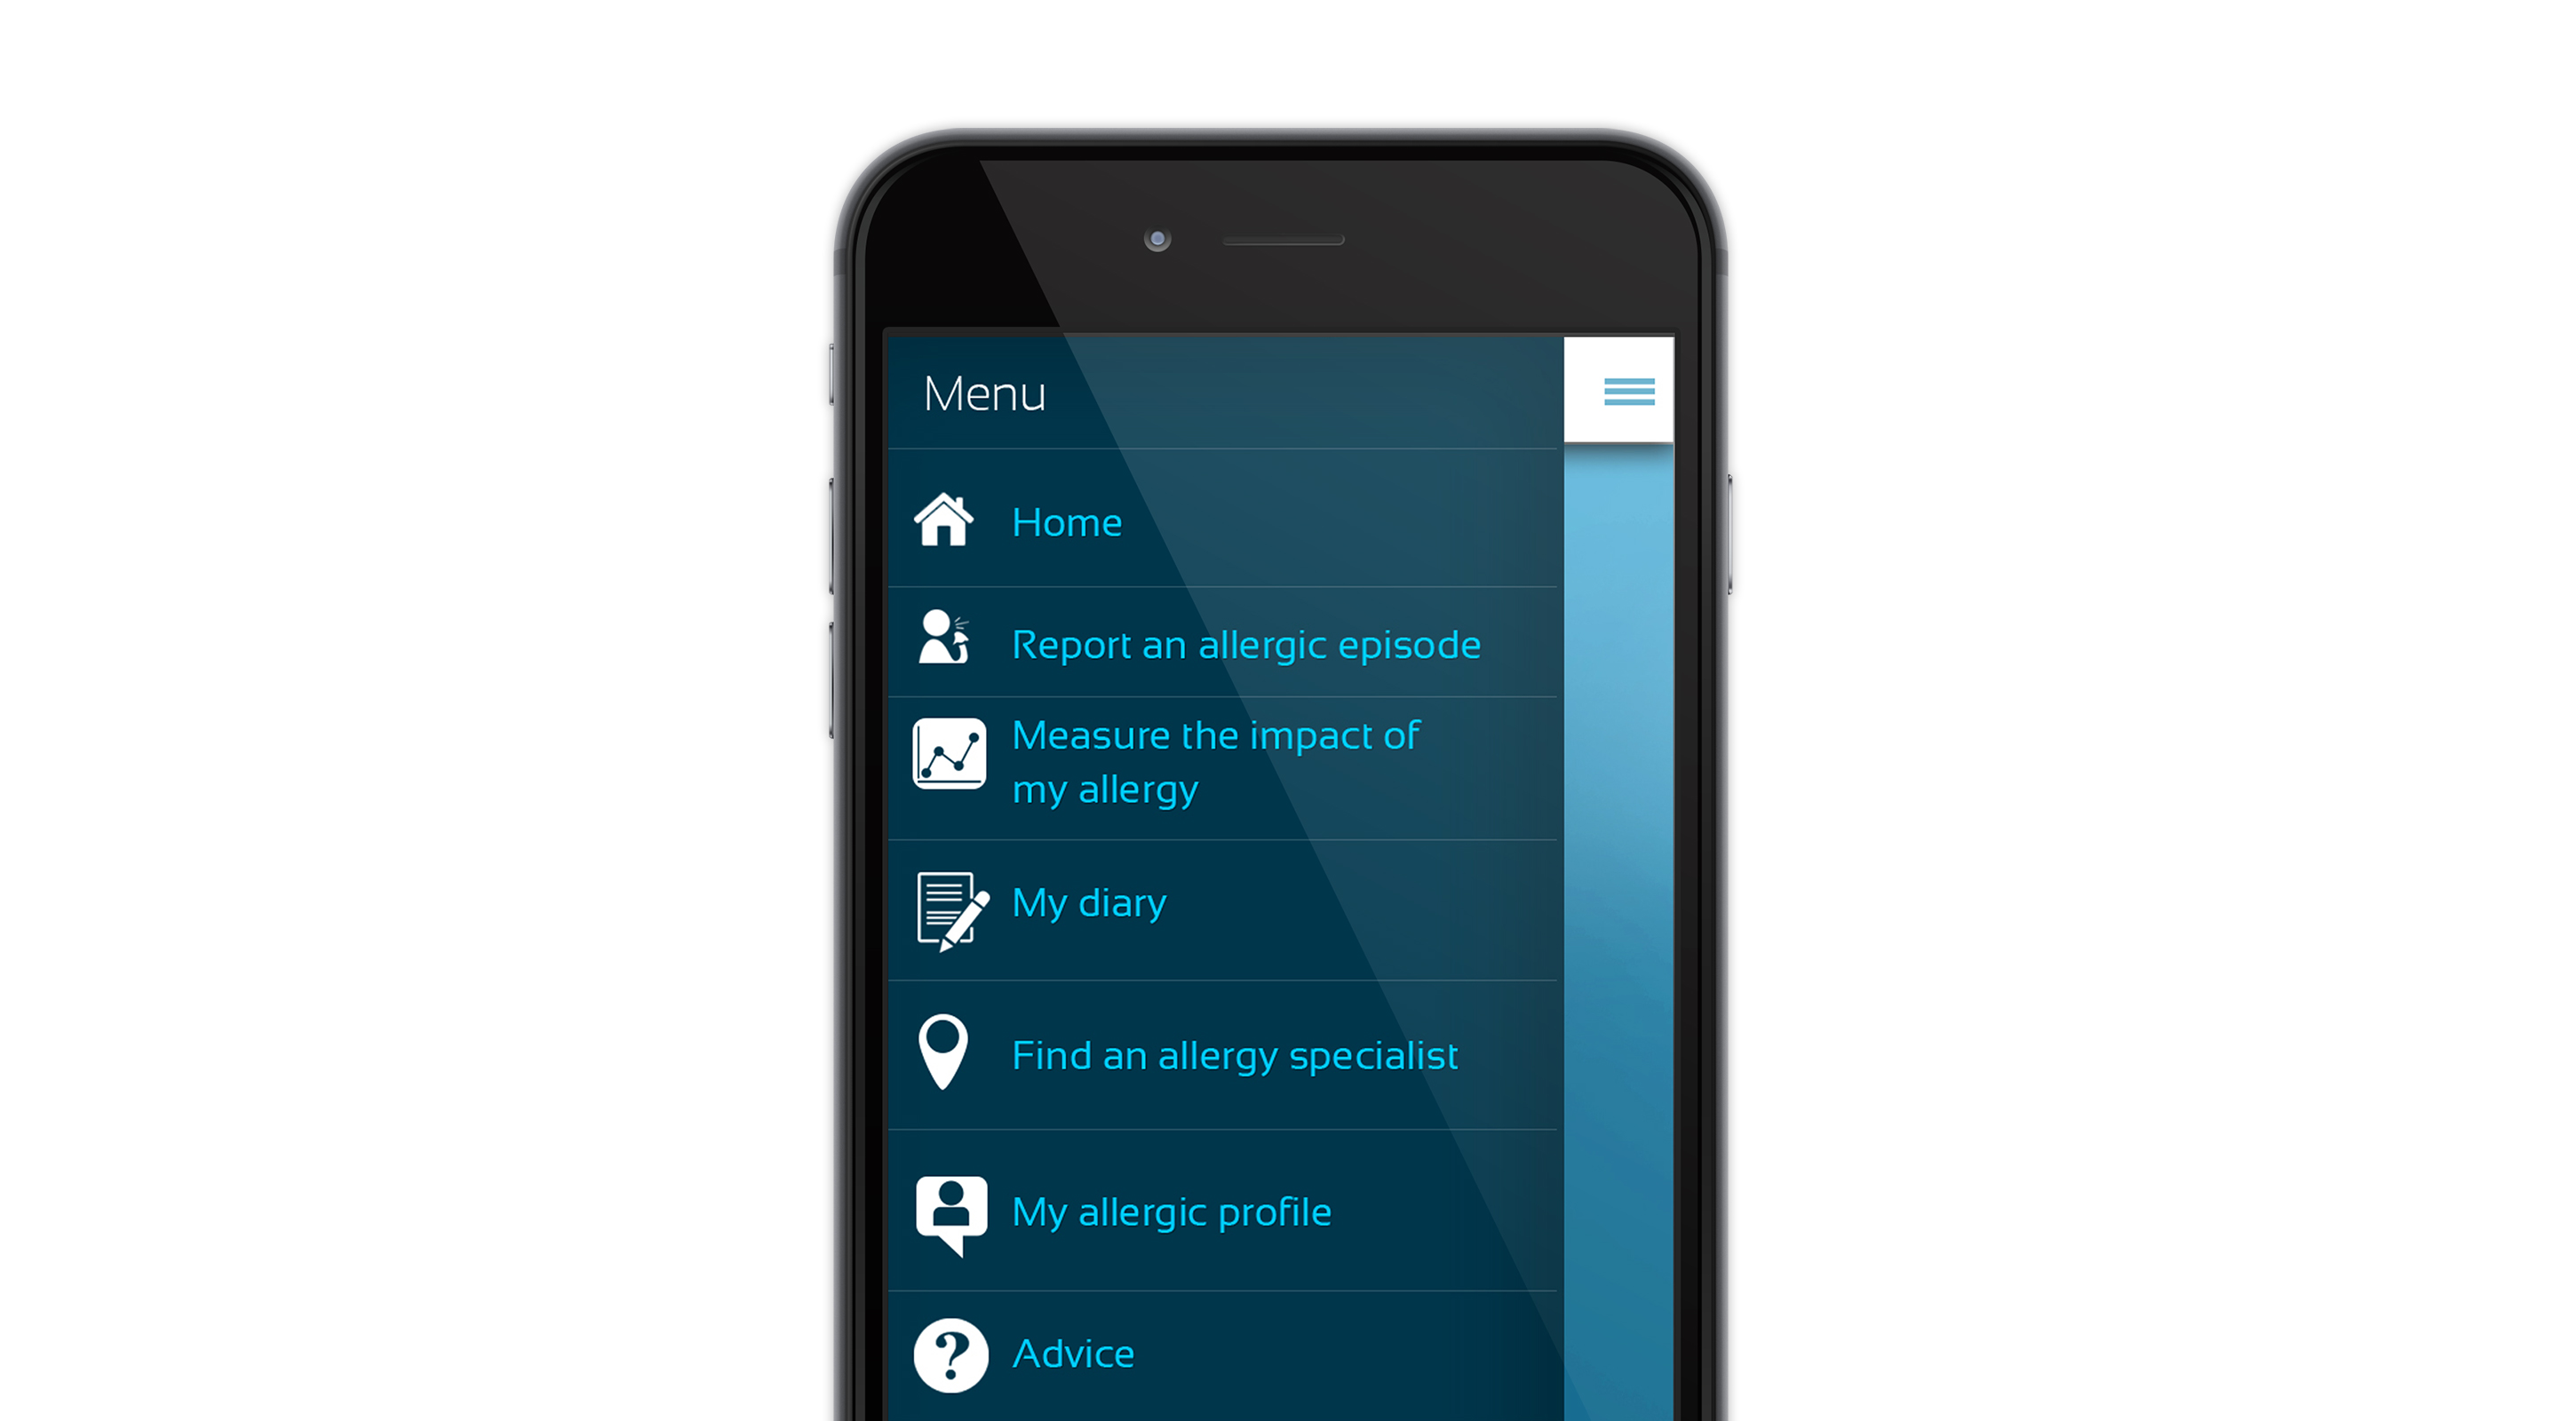 Menu
Home
Report an allergic episode
Measure the impact of
my allergy
My diary
Find an allergy specialist
My allergic profile
Advice